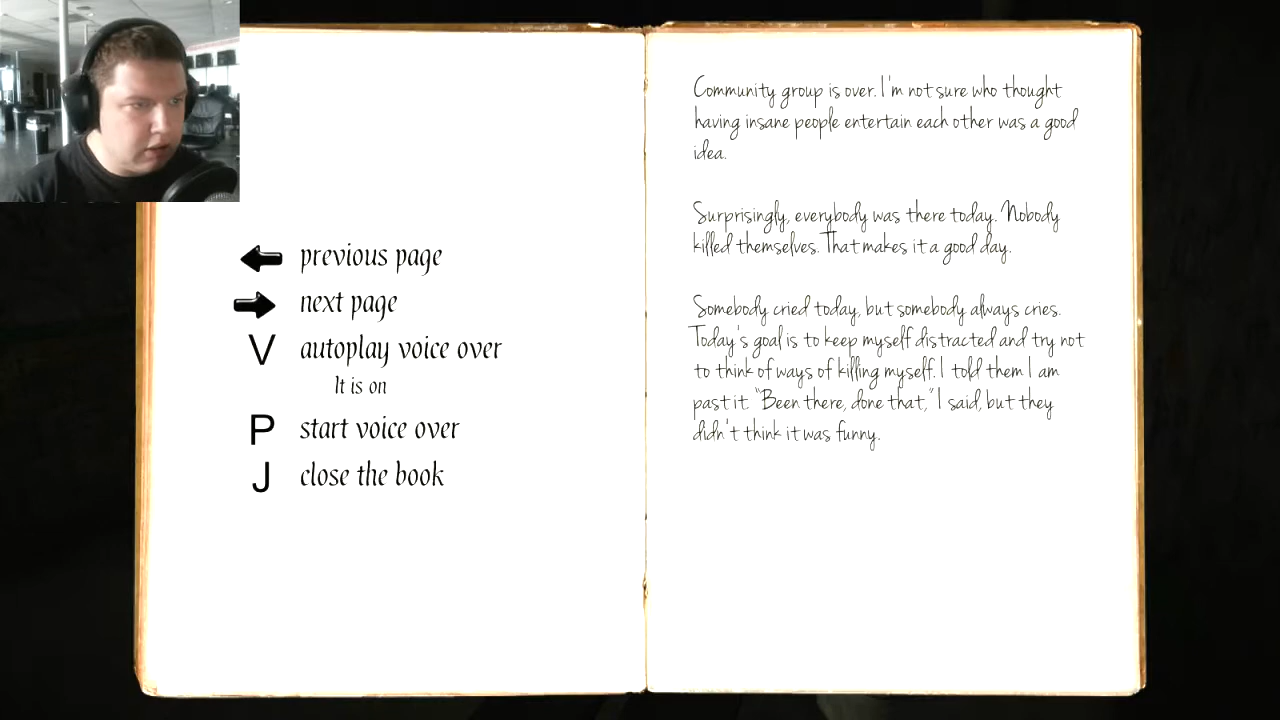 previous page
next page
V autoplay voice over
It is on
P start voice over
J close the book
Community group is over. I'm not sure who thought
having insane people entertain each other was a good
idea.
Surprisingly, everybody was there today. Nobody
killed themselves. That makes it a good day.
Somebody cried today, but somebody always cries.
Today's goal is to keep myself distracted and try not
to think of ways of killing myself. I told them I am
past it. "Been there, done that," I said, but they
didn't think it was funny.